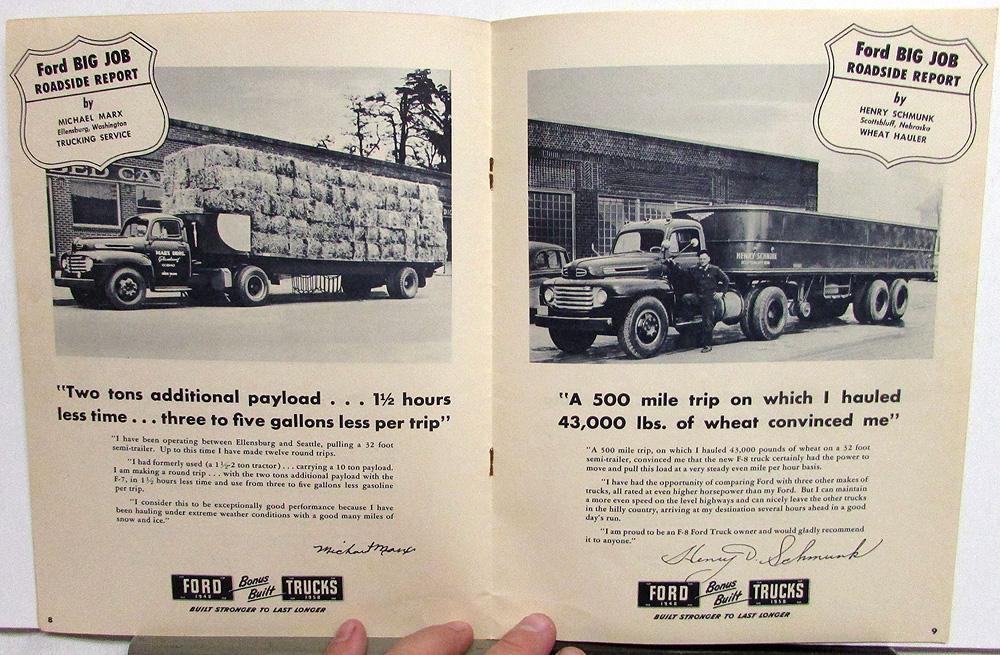 Ford BIG JOB
ROADSIDE REPORT
by
MICHAEL MARX
Ellensburg, Washington
TRUCKING SERVICE
MARX BROS.
Ellensburg
"Two tons additional payload . . . 1½ hours
less time . . . three to five gallons less per trip"
"I have been operating between Ellensburg and Seattle, pulling a 32 foot
semi-trailer. Up to this time I have made twelve round trips.
"I had formerly used (a 1½-2 ton tractor) . . . carrying a 10 ton payload.
I am making a round trip . . . with the two tons additional payload with the
F-7, in 1½ hours less time and use from three to five gallons less gasoline
per trip.
"I consider this to be exceptionally good performance because I have
been hauling under extreme weather conditions with a good many miles of
snow and ice."
Michael Marx
FORD Bonus Built TRUCKS
1948 1950
BUILT STRONGER TO LAST LONGER
8
Ford BIG JOB
ROADSIDE REPORT
by
HENRY SCHMUNK
Scottsbluff, Nebraska
WHEAT HAULER
HENRY SCHMUNK
"A 500 mile trip on which I hauled
43,000 lbs. of wheat convinced me"
"A 500 mile trip, on which I hauled 43,000 pounds of wheat on a 32 foot
semi-trailer, convinced me that the new F-8 truck certainly had the power to
move and pull this load at a very steady even mile per hour basis.
"I have had the opportunity of comparing Ford with three other makes of
trucks, all rated at even higher horsepower than my Ford. But I can maintain
a more even speed on the level highways and can nicely leave the other trucks
in the hilly country, arriving at my destination several hours ahead in a good
day's run.
"I am proud to be an F-8 Ford Truck owner and would gladly recommend
it to anyone."
Henry D. Schmunk
FORD Bonus Built TRUCKS
1948 1950
BUILT STRONGER TO LAST LONGER
9